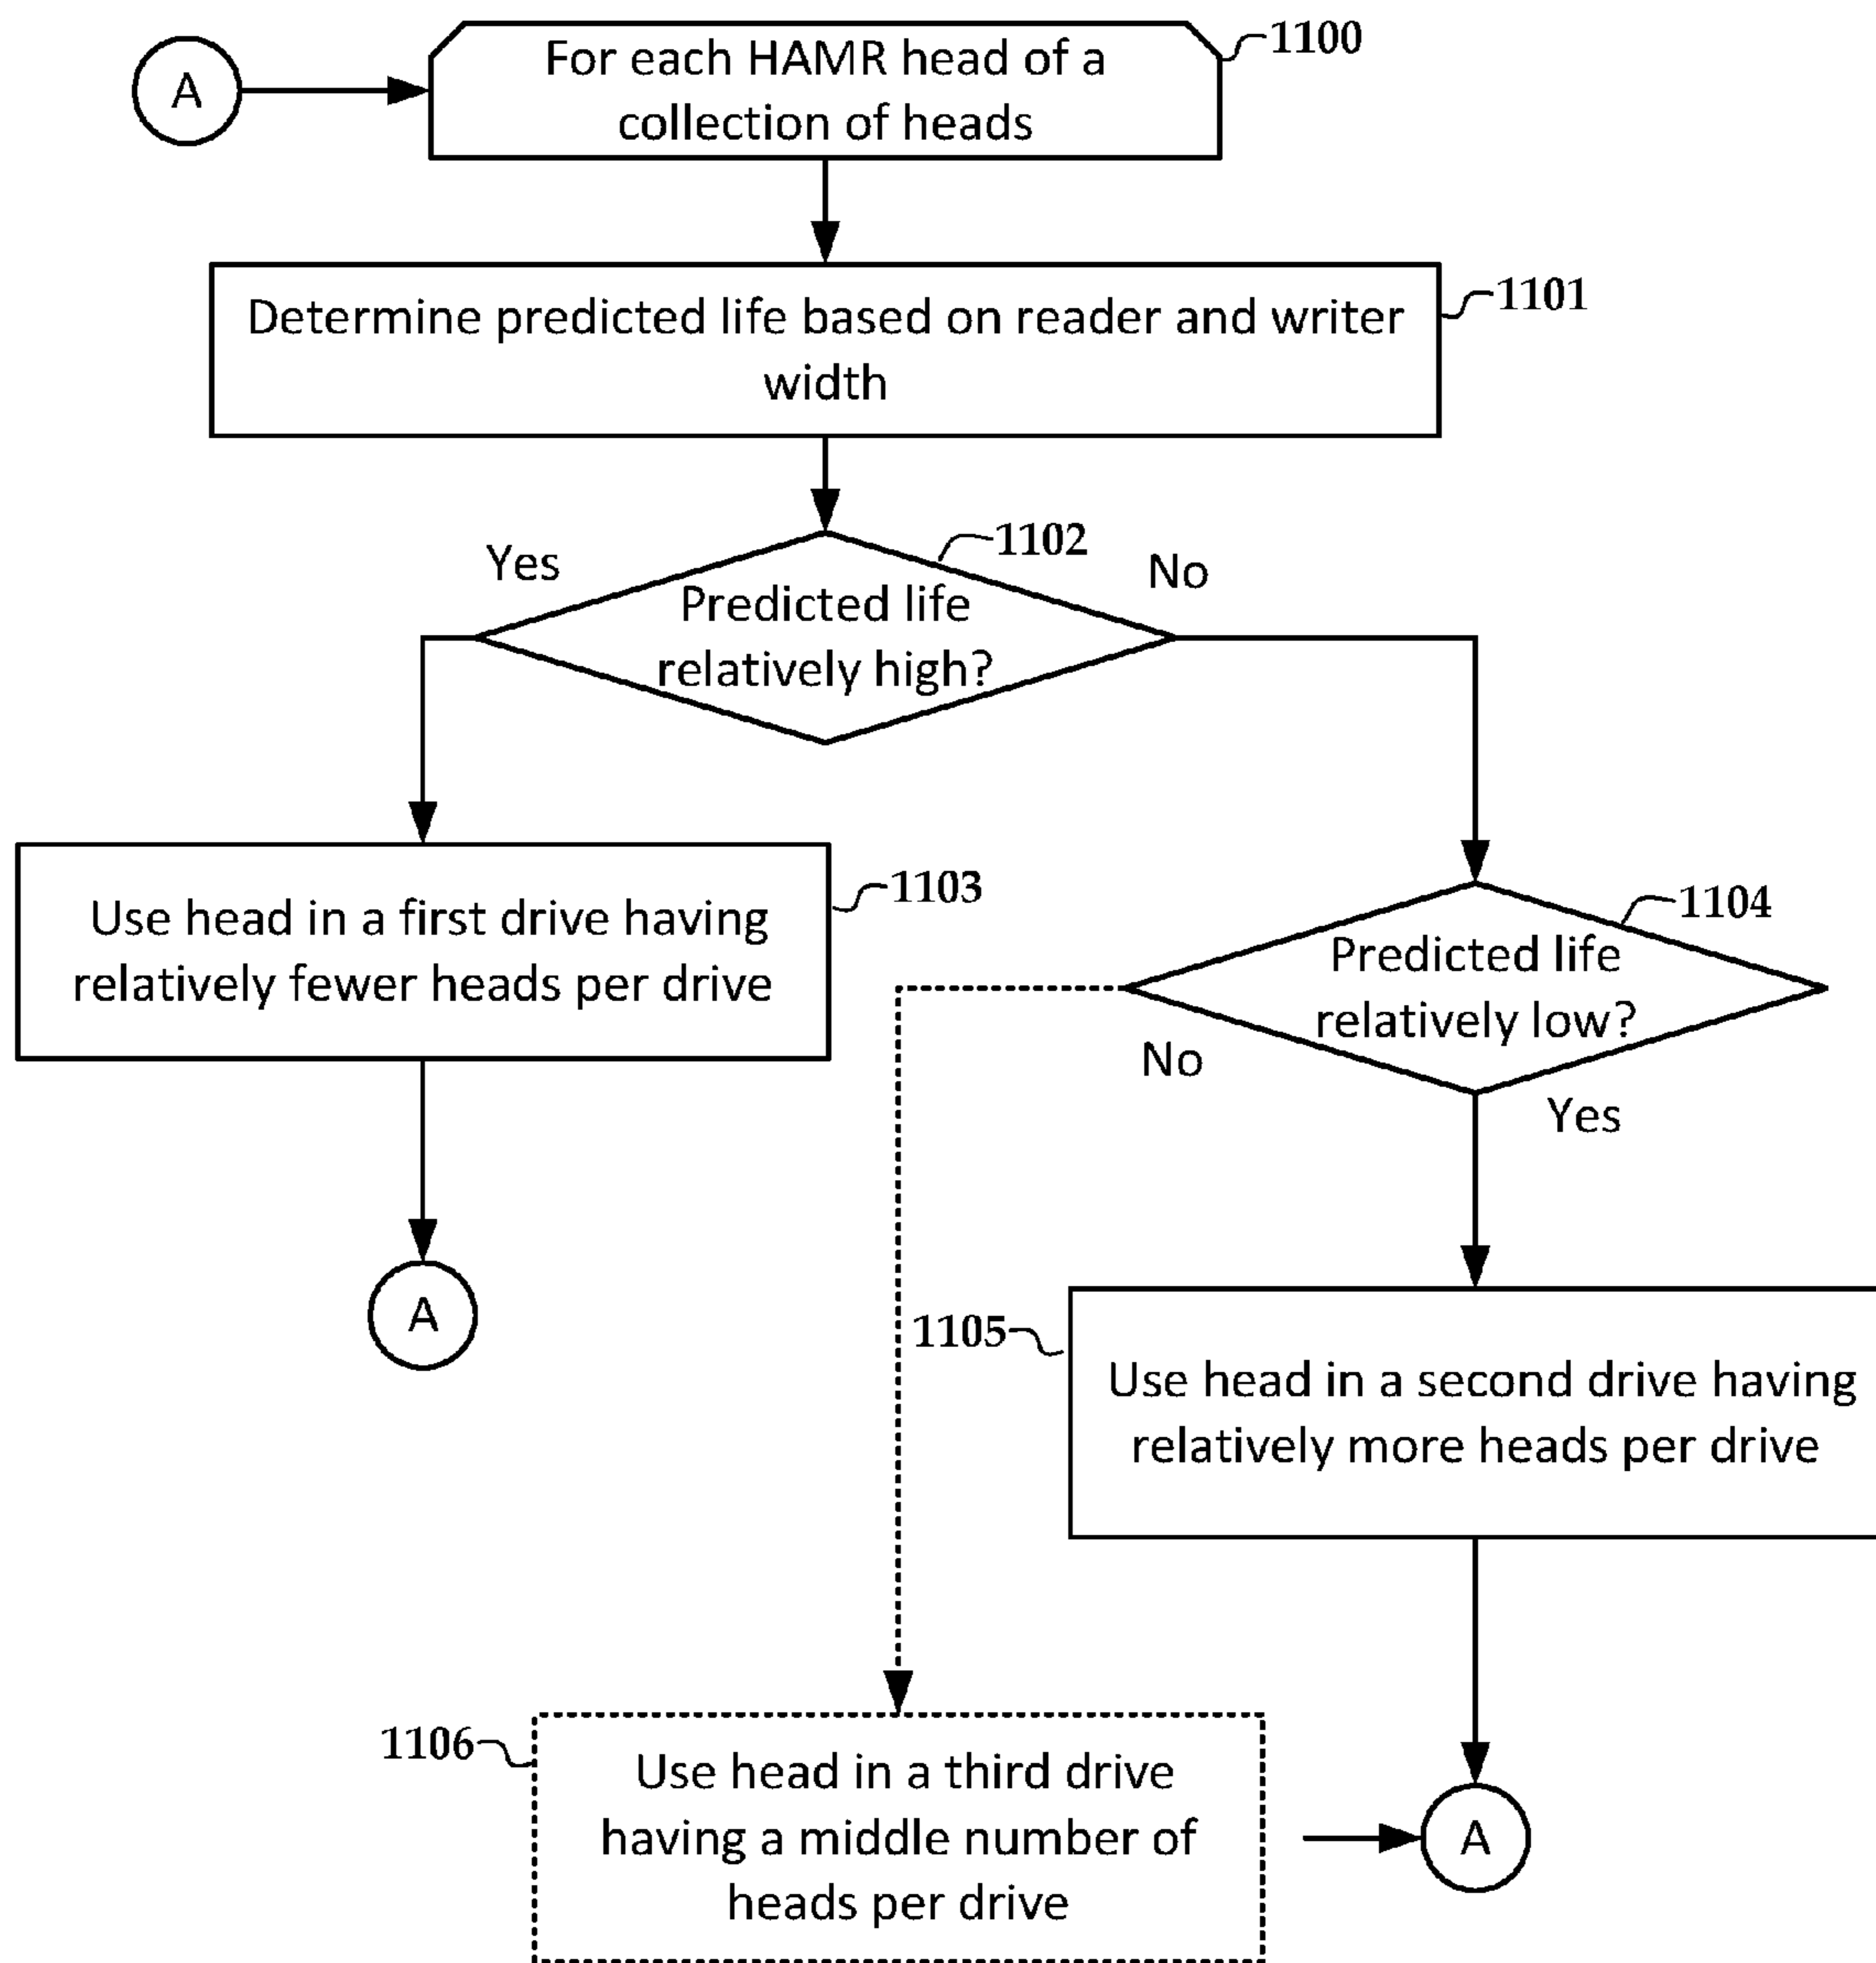 A
For each HAMR head of a
collection of heads
1100
Determine predicted life based on reader and writer
width
1101
1102
Yes
No
Predicted life
relatively high?
Use head in a first drive having
relatively fewer heads per drive
1103
1104
Predicted life
relatively low?
No
Yes
A
1105
Use head in a second drive having
relatively more heads per drive
1106
Use head in a third drive
having a middle number of
heads per drive
A